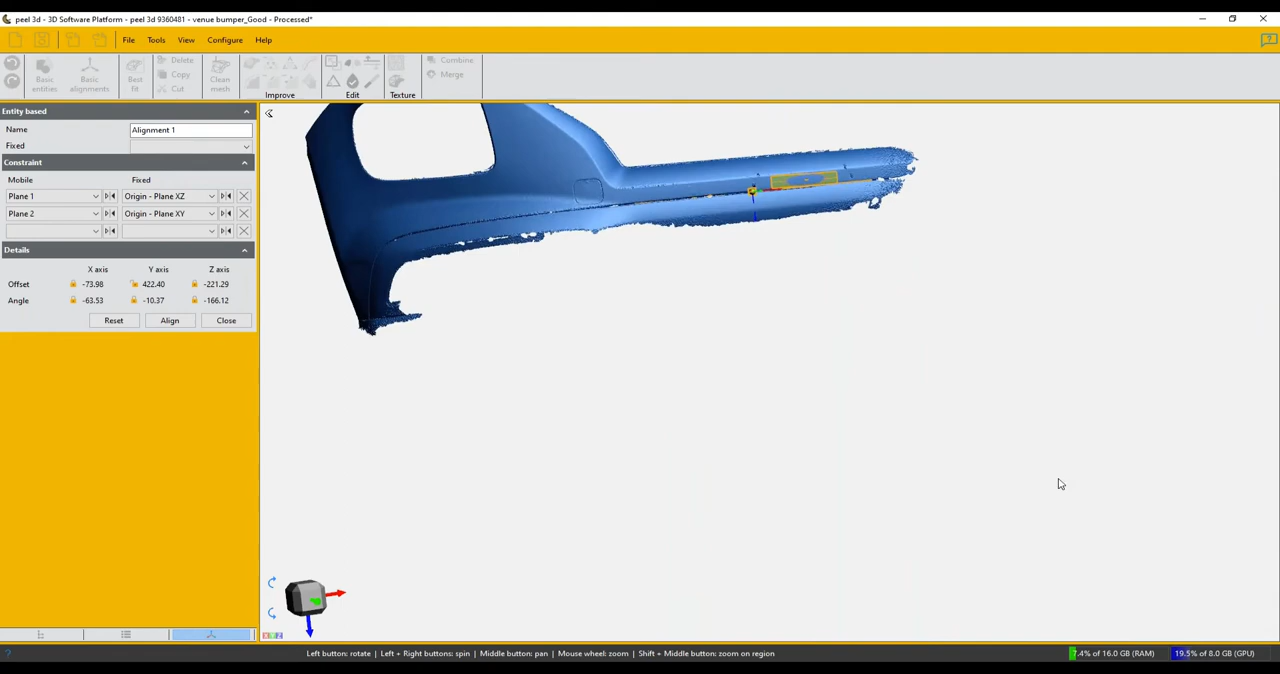 peel 3d - 3D Software Platform - peel 3d 9360481 - venue bumper_Good - Processed*
File Tools View Configure Help
Basic entities
Basic alignments
Best fit
Delete
Copy
Cut
Clean mesh
Improve
Edit
Texture
Combine
Merge
Entity based
Name Alignment 1
Fixed
Constraint
Mobile Fixed
Plane 1 Origin - Plane XZ
Plane 2 Origin - Plane XY
Details
X axis Y axis Z axis
Offset -73.98 422.40 -221.29
Angle -63.53 -10.37 -166.12
Reset Align Close
X Y Z
Left button: rotate | Left + Right buttons: spin | Middle button: pan | Mouse wheel: zoom | Shift + Middle button: zoom on region
7.4% of 16.0 GB (RAM) 19.5% of 8.0 GB (GPU)